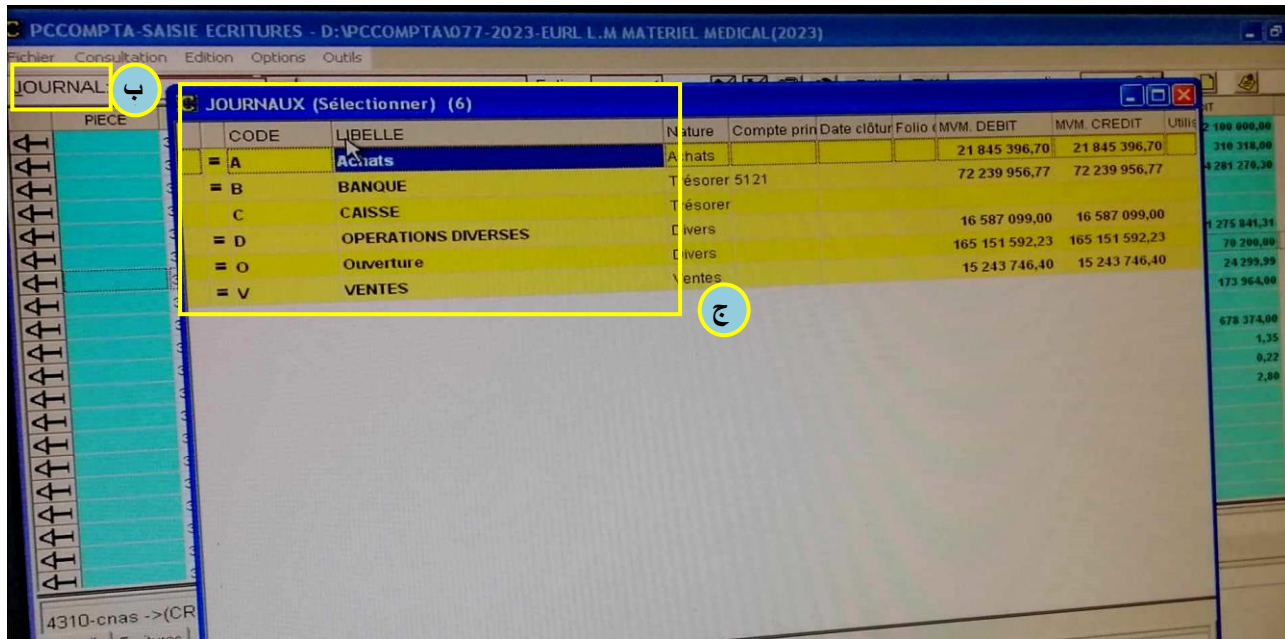 PCCOMPTA-SAISIE ECRITURES - D:\PCCOMPTA\077-2023-EURL L.M MATERIEL MEDICAL(2023)
Fichier Consultation Edition Options Outils
JOURNAL: ب
PIECE
JOURNAUX (Sélectionner) (6)
CODE LIBELLE Nature Compte prin Date clôtur Folio MVM. DEBIT MVM. CREDIT Utilis
= A Achats Achats 21 845 396,70 21 845 396,70
= B BANQUE Trésorer 5121 72 239 956,77 72 239 956,77
C CAISSE Trésorer
= D OPERATIONS DIVERSES Divers 16 587 099,00 16 587 099,00
= O Ouverture Divers 165 151 592,23 165 151 592,23
= V VENTES Ventes 15 243 746,40 15 243 746,40
ج
2 100 000,00
310 318,00
4 281 270,30
1 275 841,31
70 200,00
24 299,99
173 964,00
678 374,00
1,35
0,22
2,80
4310-cnas ->(CR